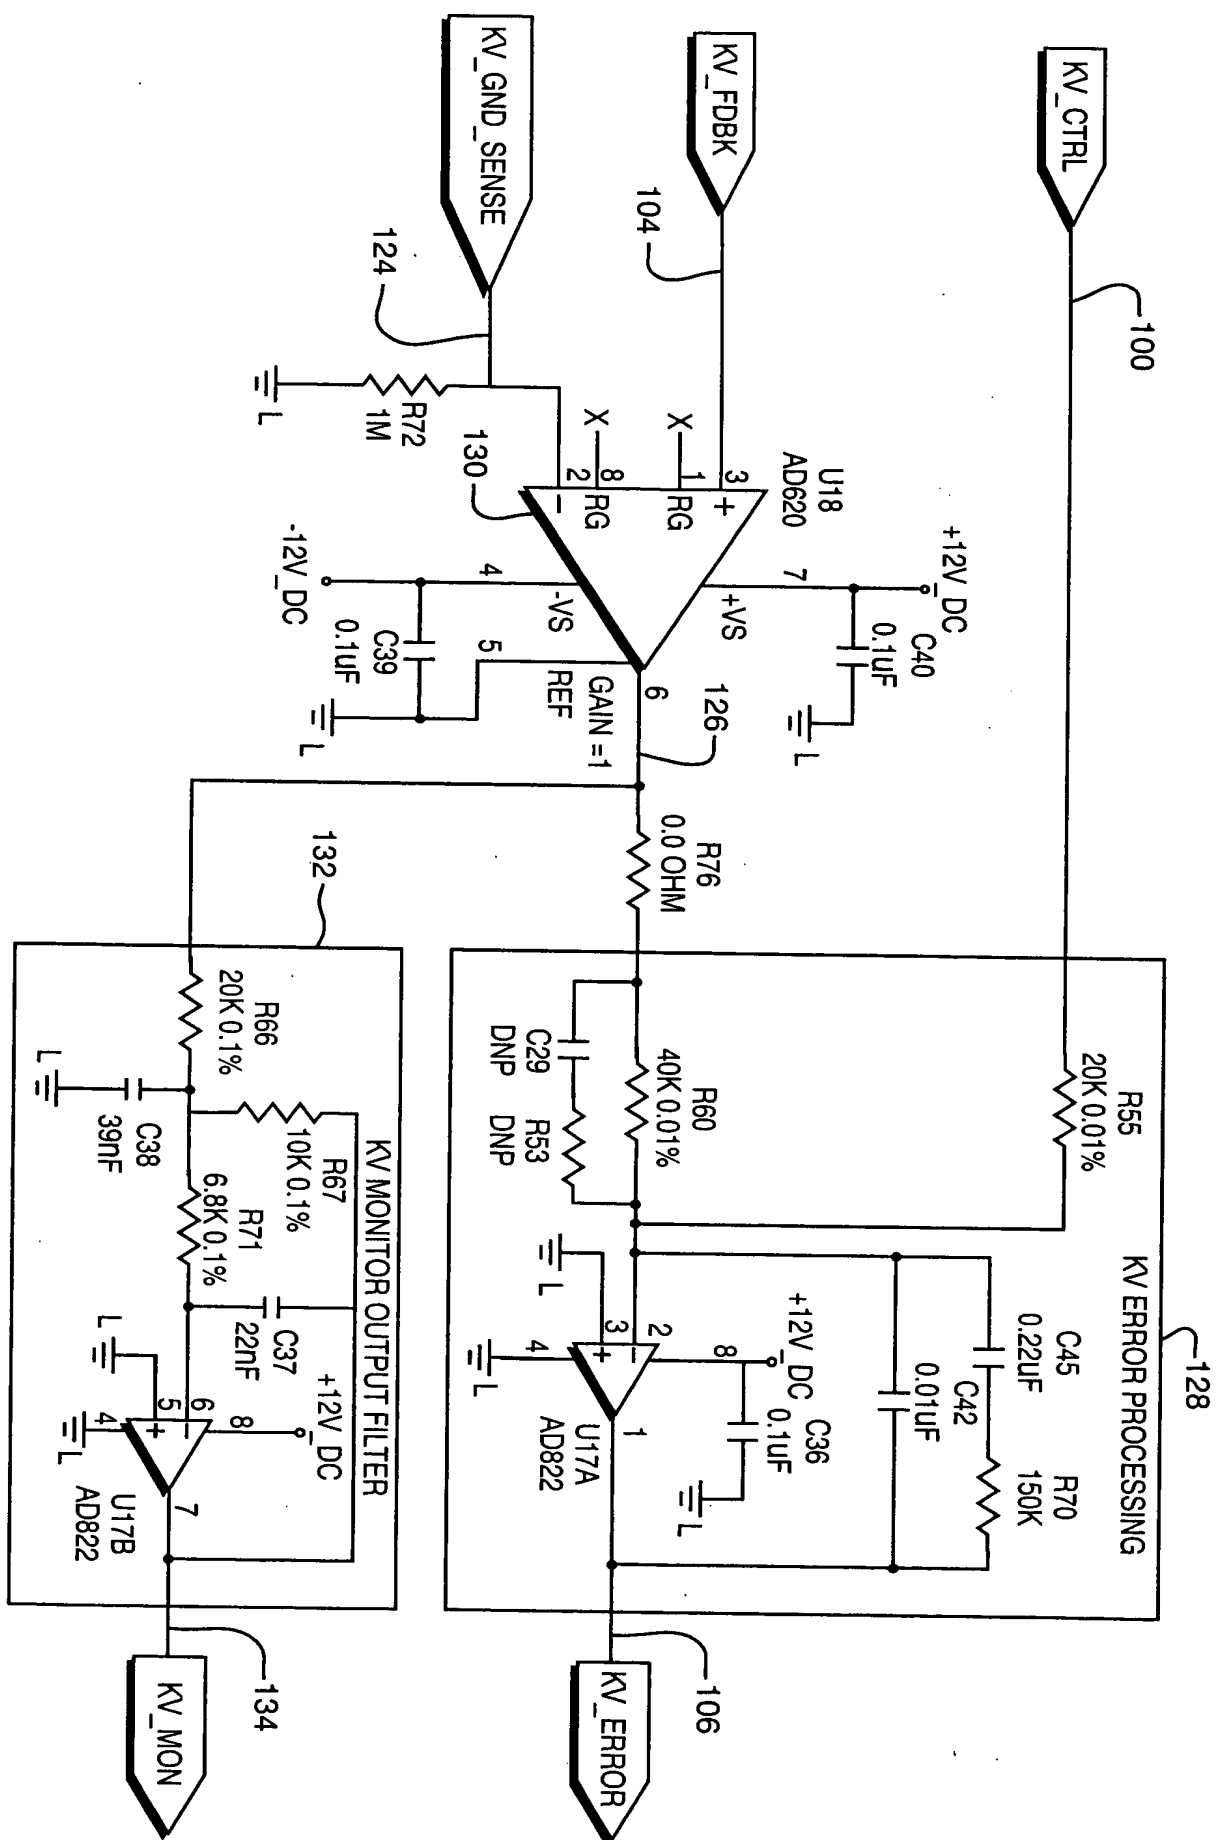 KV_CTRL
100
KV_FDBK
104
KV_GND_SENSE
124
R72
1M
L
130
U18
AD620
3
+
1
RG
X
8
RG
X
2
−
+12V_DC
7
+VS
C40
0.1uF
L
-12V_DC
4
-VS
C39
0.1uF
5
REF
L
GAIN =1
6
126
R76
0.0 OHM
128
KV ERROR PROCESSING
R55
20K 0.01%
R60
40K 0.01%
C29
DNP
R53
DNP
C45
0.22uF
R70
150K
C42
0.01uF
+12V_DC
C36
0.1uF
L
8
2
−
3
+
L
4
L
1
U17A
AD822
106
KV_ERROR
132
KV MONITOR OUTPUT FILTER
R66
20K 0.1%
C38
39nF
L
R67
10K 0.1%
R71
6.8K 0.1%
C37
22nF
+12V_DC
8
6
−
5
+
L
4
L
7
U17B
AD822
134
KV_MON